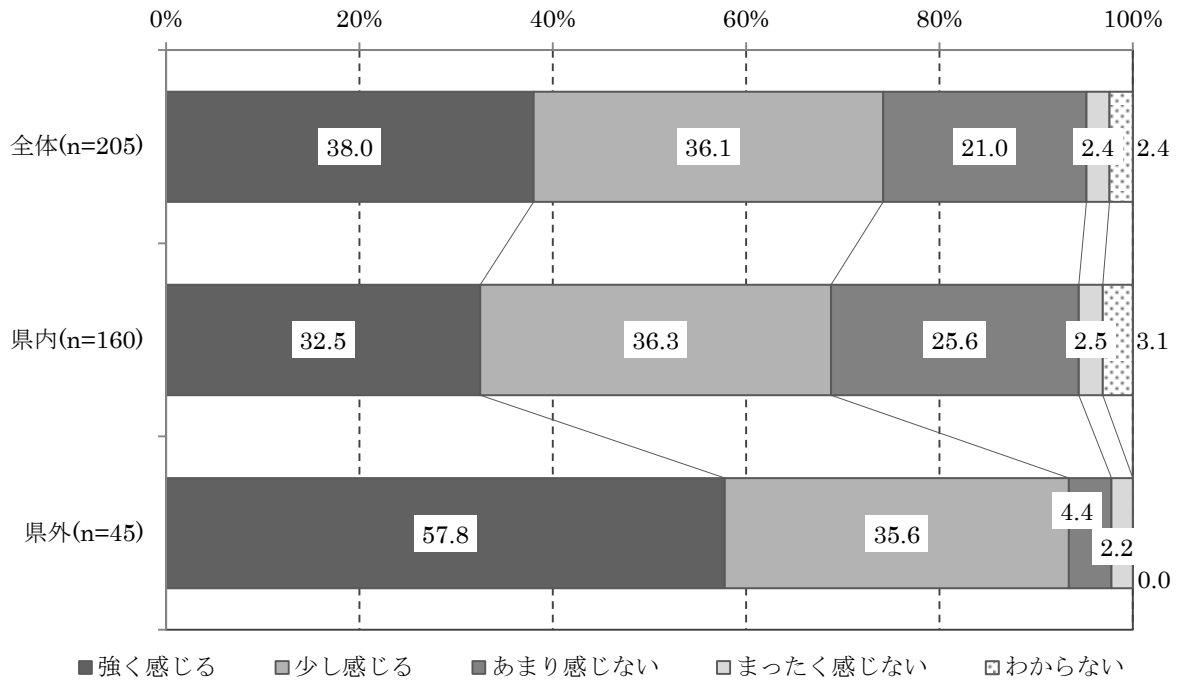 0% 20% 40% 60% 80% 100%
全体(n=205) 38.0 36.1 21.0 2.4 2.4
県内(n=160) 32.5 36.3 25.6 2.5 3.1
県外(n=45) 57.8 35.6 4.4 2.2 0.0
強く感じる 少し感じる あまり感じない まったく感じない わからない